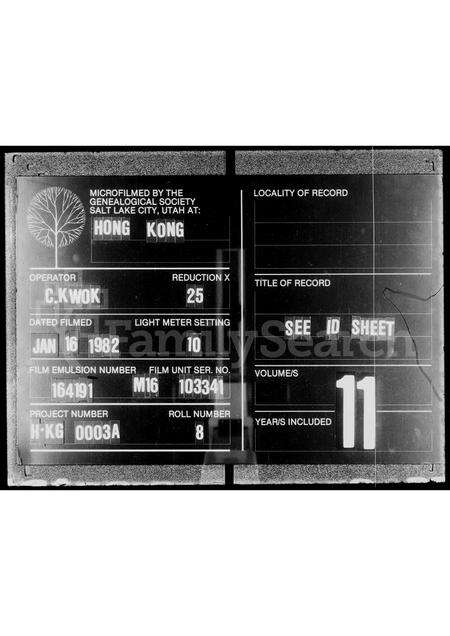 MICROFILMED BY THE
GENEALOGICAL SOCIETY
SALT LAKE CITY, UTAH AT:
HONG KONG
OPERATOR REDUCTION X
C.KWOK 25
DATED FILMED LIGHT METER SETTING
JAN 16 1982 10
FILM EMULSION NUMBER FILM UNIT SER. NO.
164191 M16 103341
PROJECT NUMBER ROLL NUMBER
H-KG 0003A 8
LOCALITY OF RECORD
TITLE OF RECORD
SEE ID SHEET
VOLUME/S
11
YEAR/S INCLUDED
FamilySearch